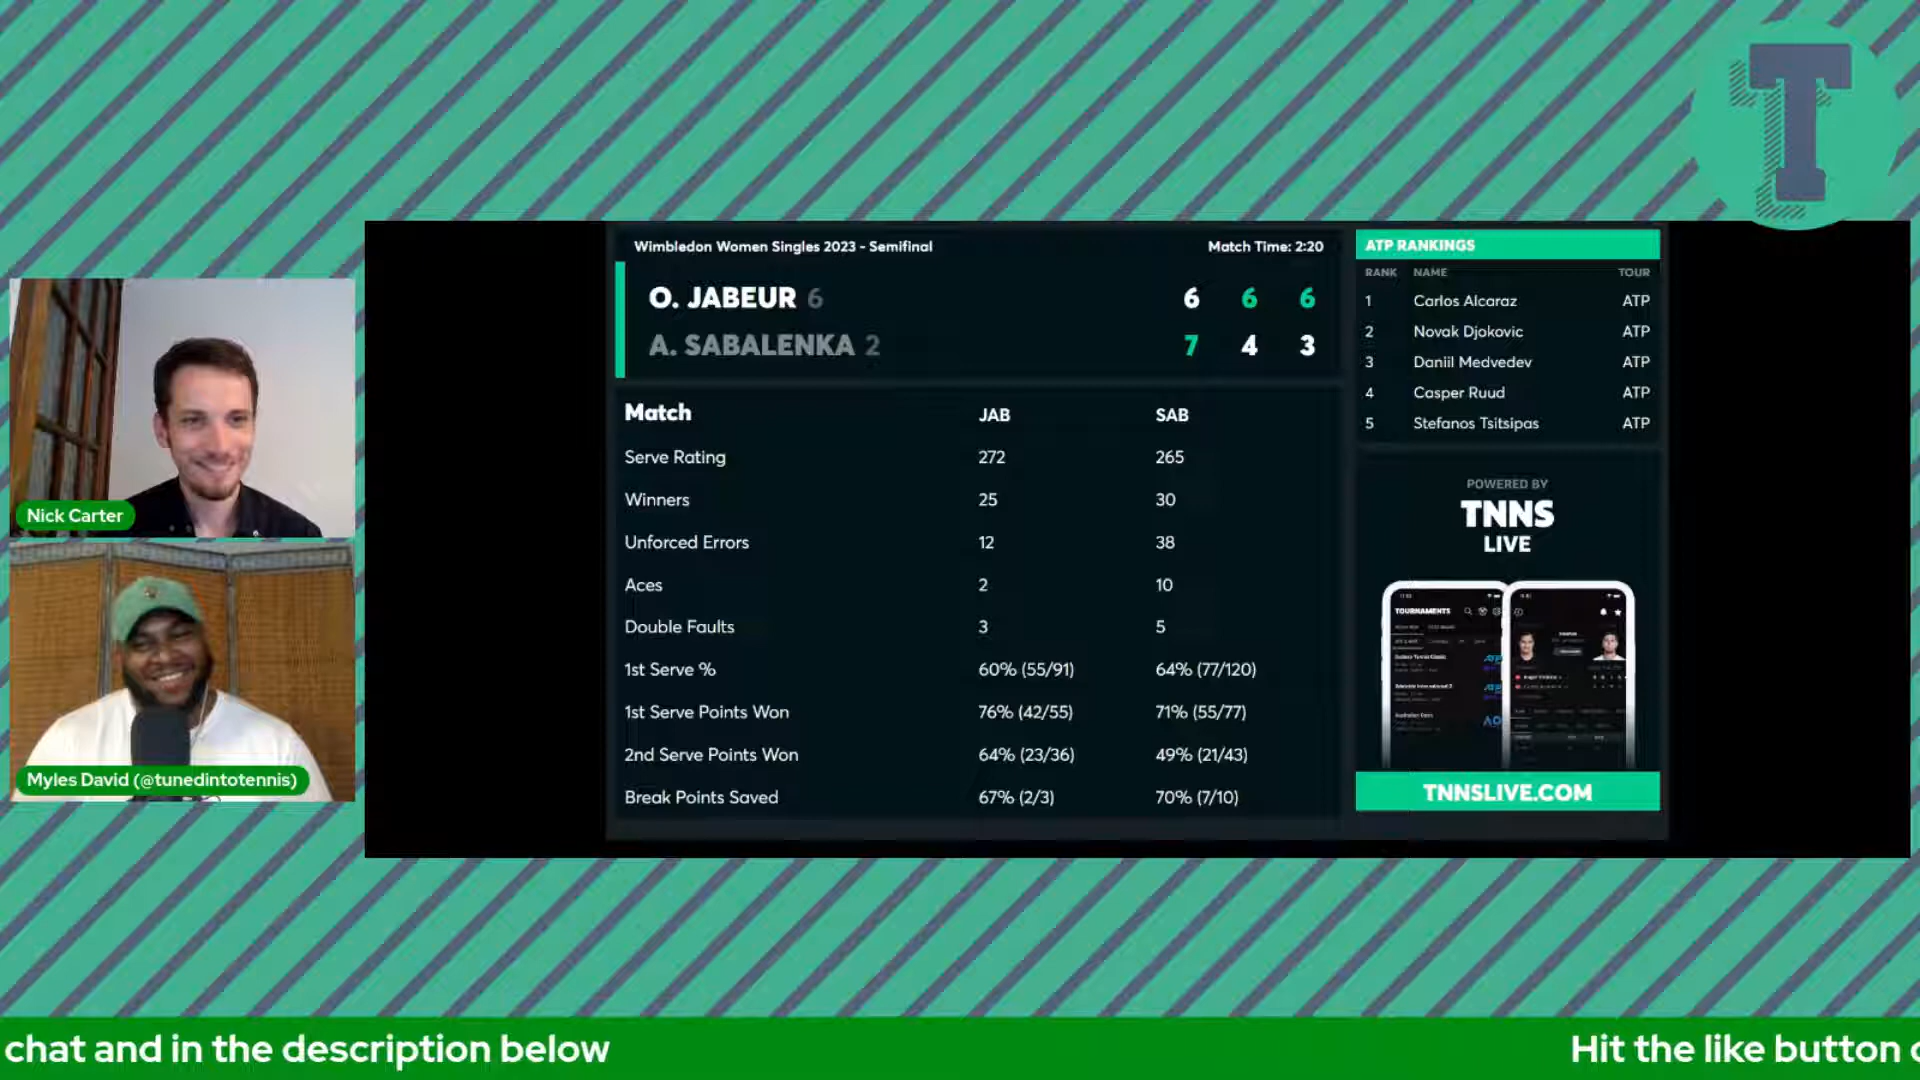 T
Wimbledon Women Singles 2023 - Semifinal Match Time: 2:20
O. JABEUR 6 6 6 6
A. SABALENKA 2 7 4 3
Match JAB SAB
Serve Rating 272 265
Winners 25 30
Unforced Errors 12 38
Aces 2 10
Double Faults 3 5
1st Serve % 60% (55/91) 64% (77/120)
1st Serve Points Won 76% (42/55) 71% (55/77)
2nd Serve Points Won 64% (23/36) 49% (21/43)
Break Points Saved 67% (2/3) 70% (7/10)
ATP RANKINGS
RANK NAME TOUR
1 Carlos Alcaraz ATP
2 Novak Djokovic ATP
3 Daniil Medvedev ATP
4 Casper Ruud ATP
5 Stefanos Tsitsipas ATP
POWERED BY
TNNS
LIVE
TOURNAMENTS
TNNSLIVE.COM
Nick Carter
Myles David (@tunedintotennis)
chat and in the description below Hit the like button